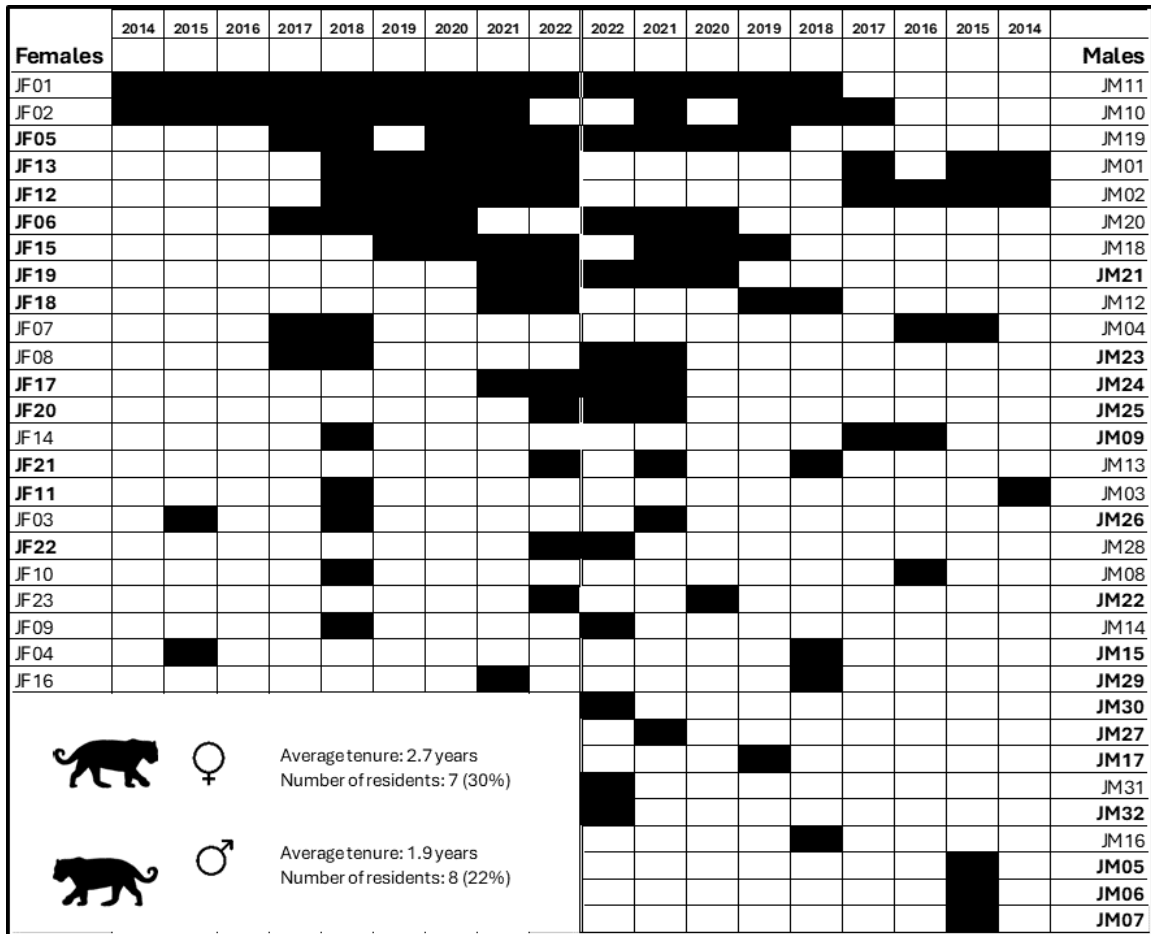 2014 2015 2016 2017 2018 2019 2020 2021 2022 2022 2021 2020 2019 2018 2017 2016 2015 2014
Females Males
JF01 JM11
JF02 JM10
JF05 JM19
JF13 JM01
JF12 JM02
JF06 JM20
JF15 JM18
JF19 JM21
JF18 JM12
JF07 JM04
JF08 JM23
JF17 JM24
JF20 JM25
JF14 JM09
JF21 JM13
JF11 JM03
JF03 JM26
JF22 JM28
JF10 JM08
JF23 JM22
JF09 JM14
JF04 JM15
JF16 JM29
JM30
JM27
JM17
JM31
JM32
JM16
JM05
JM06
JM07
Average tenure: 2.7 years
Number of residents: 7 (30%)
Average tenure: 1.9 years
Number of residents: 8 (22%)